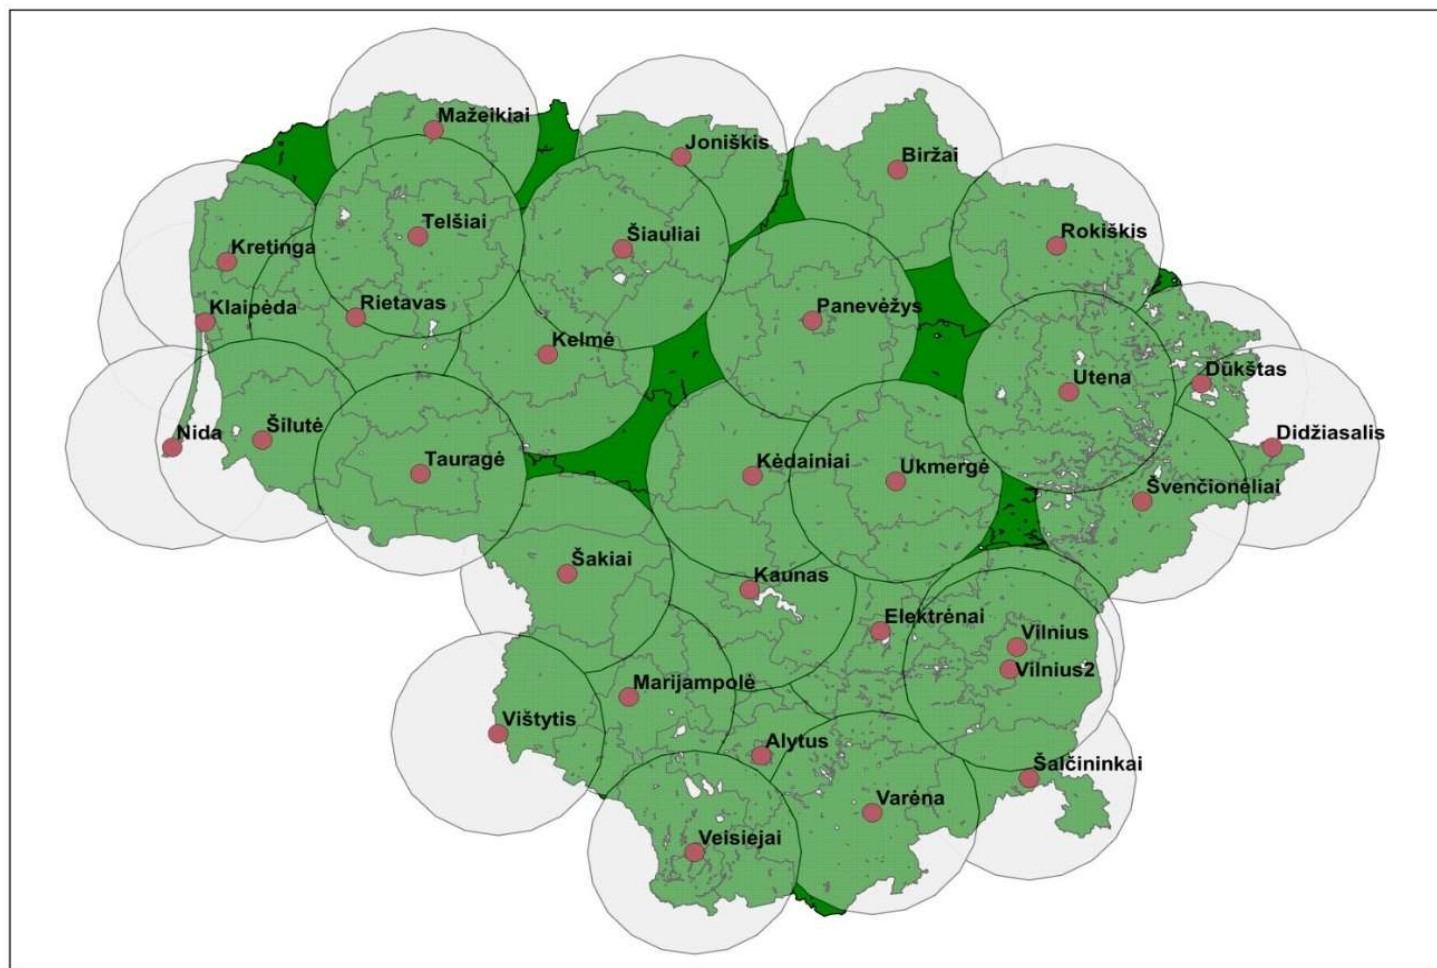 Mažeikiai
Joniškis
Biržai
Telšiai
Šiauliai
Rokiškis
Kretinga
Klaipėda
Rietavas
Panevėžys
Kelmė
Dūkštas
Utena
Nida
Šilutė
Didžiasalis
Tauragė
Kėdainiai
Ukmergė
Švenčionėliai
Šakiai
Kaunas
Elektrėnai
Vilnius
Vilnius2
Marijampolė
Vištytis
Alytus
Šalčininkai
Varėna
Veisiejai